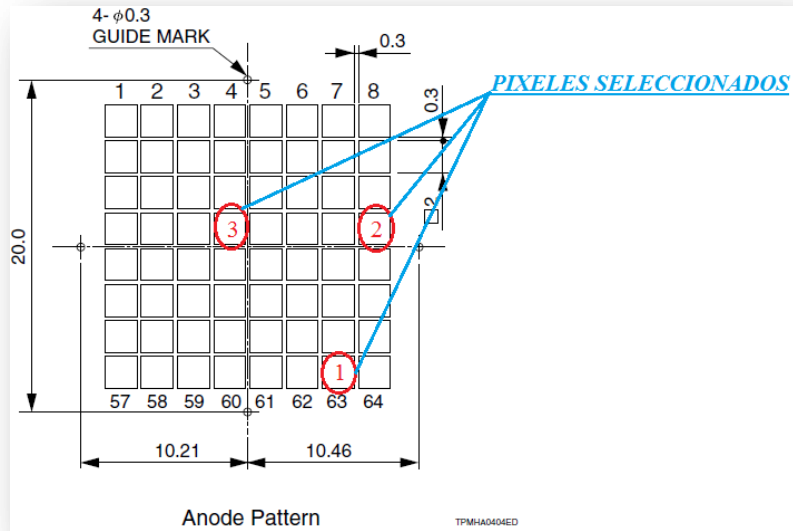 4- φ0.3
GUIDE MARK
0.3
PIXELES SELECCIONADOS
1 2 3 4 5 6 7 8
0.3
□2
3
2
20.0
1
57 58 59 60 61 62 63 64
10.21
10.46
Anode Pattern
TPMHA0404ED